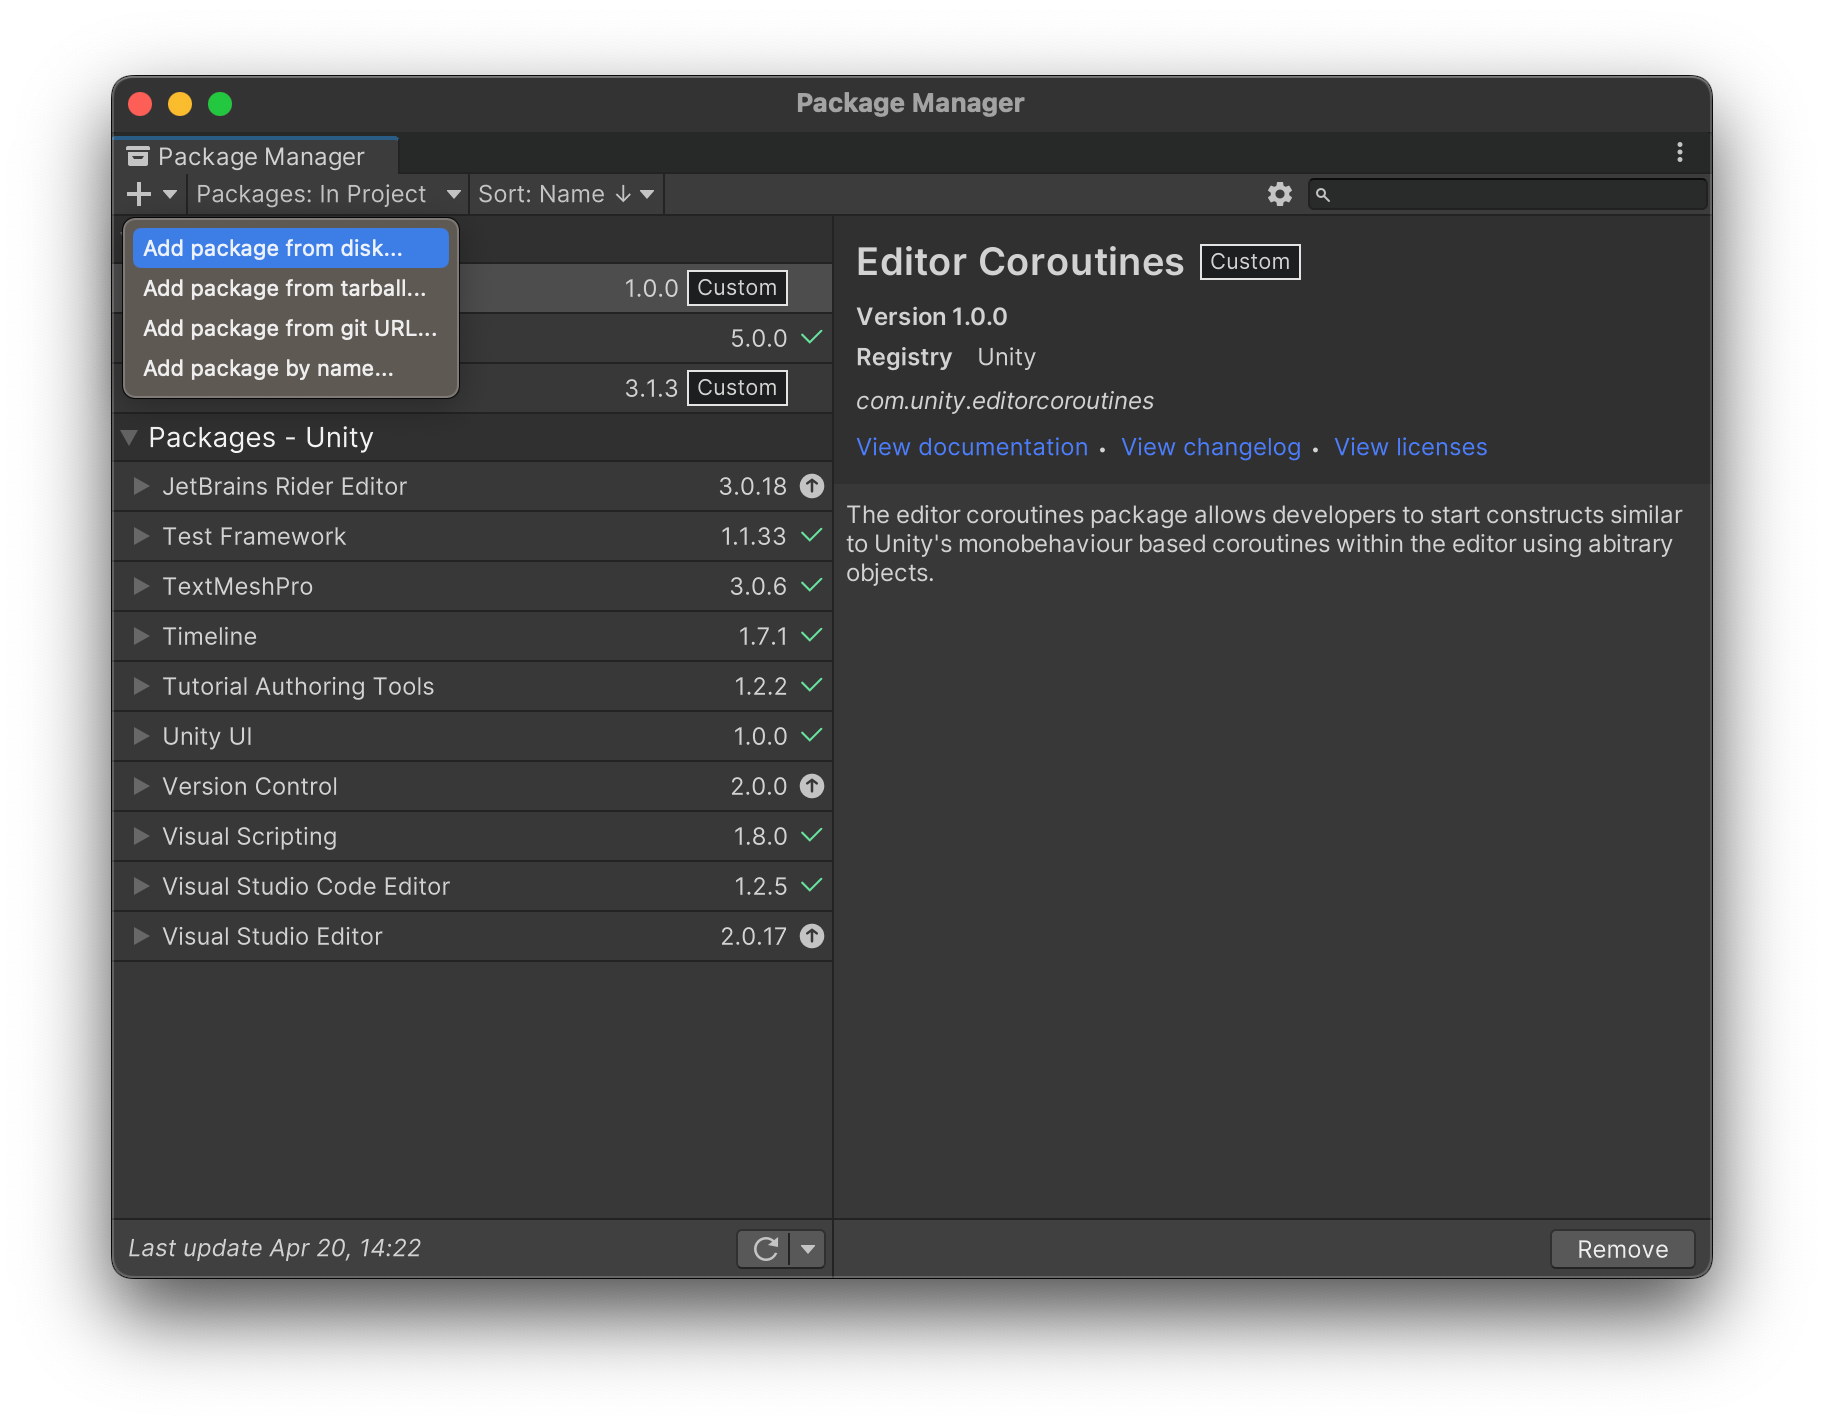 Package Manager
Package Manager
Packages: In Project
Sort: Name ↓
Add package from disk...
Add package from tarball...
Add package from git URL...
Add package by name...
1.0.0 Custom
5.0.0
3.1.3 Custom
Packages - Unity
JetBrains Rider Editor 3.0.18
Test Framework 1.1.33
TextMeshPro 3.0.6
Timeline 1.7.1
Tutorial Authoring Tools 1.2.2
Unity UI 1.0.0
Version Control 2.0.0
Visual Scripting 1.8.0
Visual Studio Code Editor 1.2.5
Visual Studio Editor 2.0.17
Last update Apr 20, 14:22
Editor Coroutines Custom
Version 1.0.0
Registry Unity
com.unity.editorcoroutines
View documentation • View changelog • View licenses
The editor coroutines package allows developers to start constructs similar
to Unity's monobehaviour based coroutines within the editor using abitrary
objects.
Remove